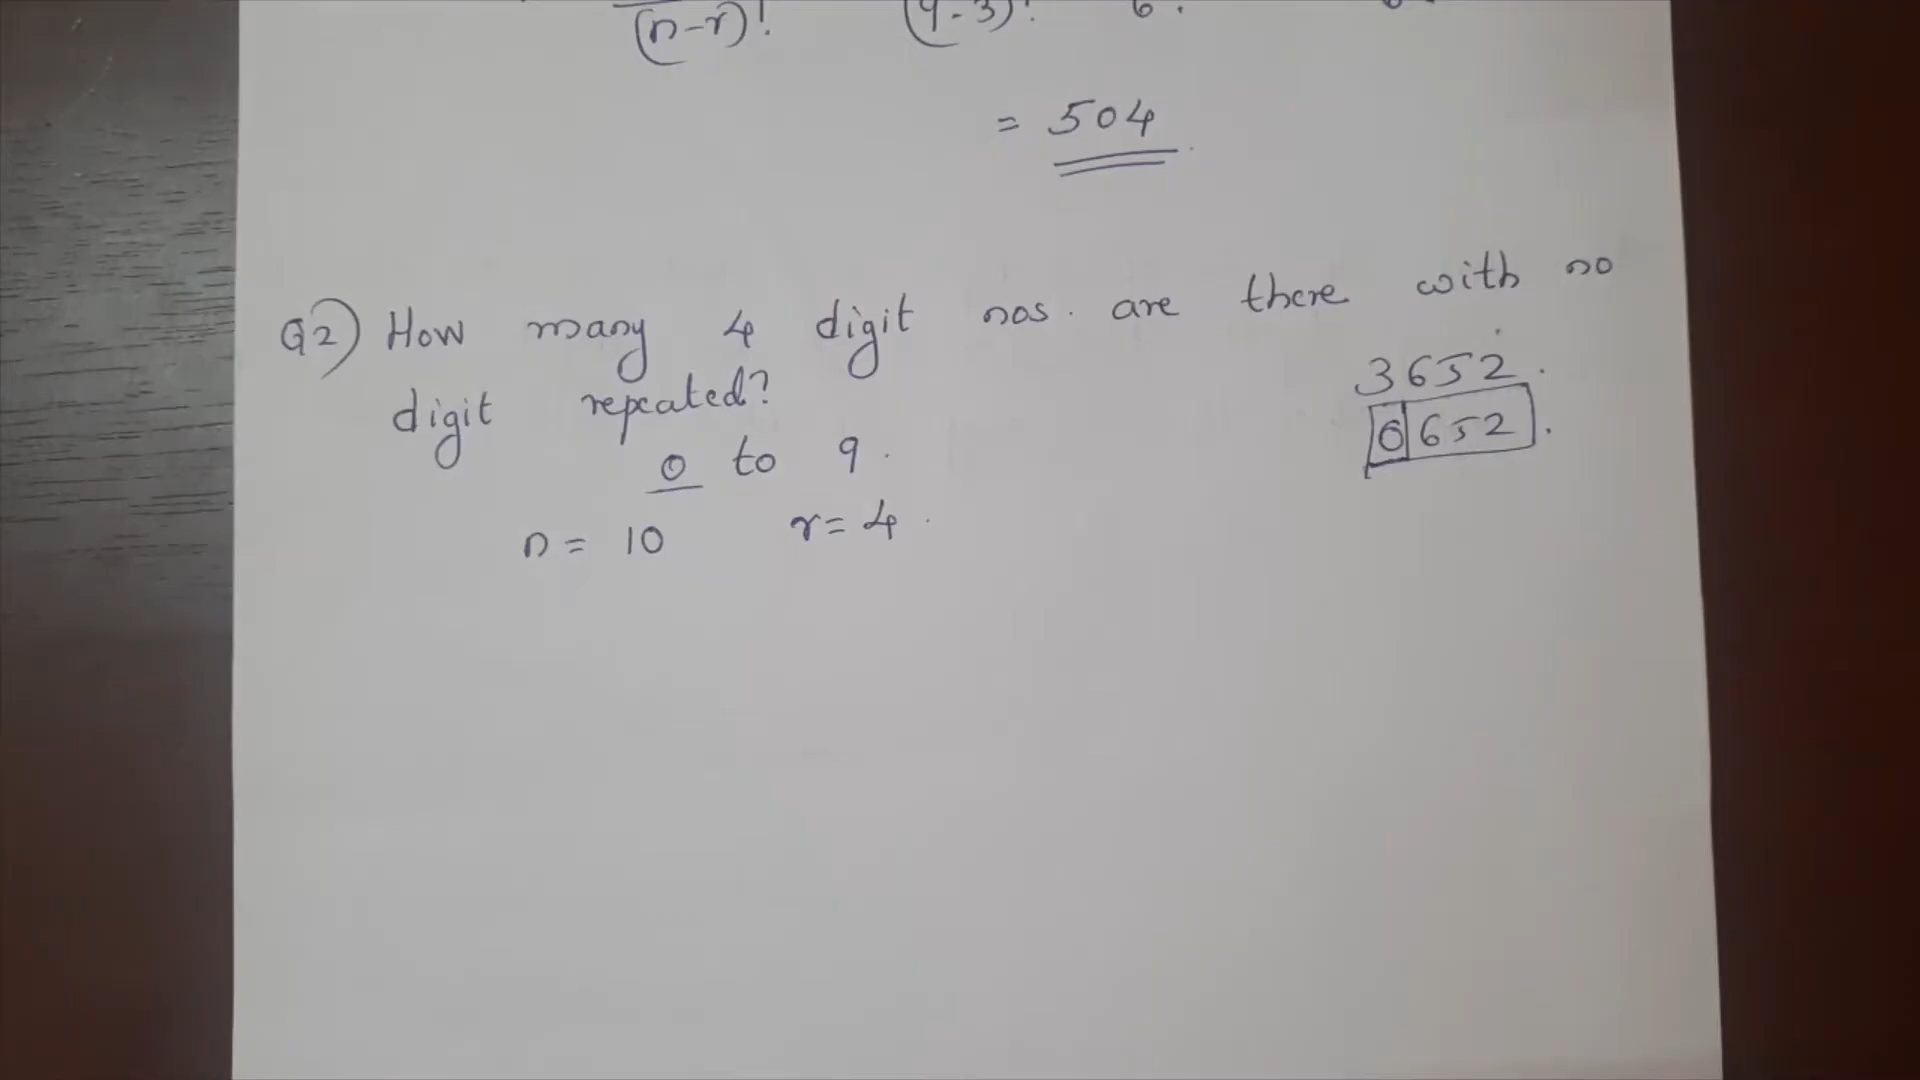 (n-r)! (9-3)! 6
= 504
Q2) How many 4 digit nos. are there with no
digit repeated?
3652.
0652.
0 to 9.
n = 10 r = 4.